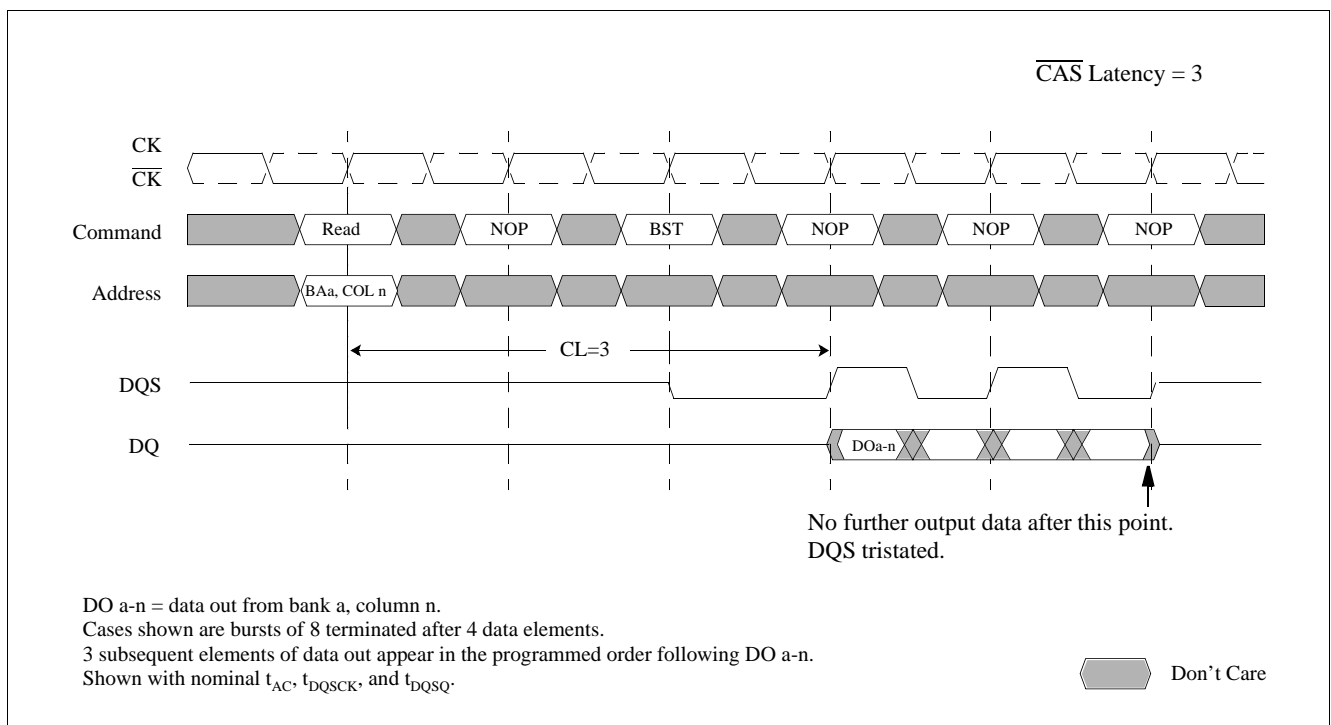 CAS Latency = 3
CK
CK
Command
Read
NOP
BST
NOP
NOP
NOP
Address
BAa, COL n
CL=3
DQS
DQ
DOa-n
No further output data after this point.
DQS tristated.
DO a-n = data out from bank a, column n.
Cases shown are bursts of 8 terminated after 4 data elements.
3 subsequent elements of data out appear in the programmed order following DO a-n.
Shown with nominal tAC, tDQSCK, and tDQSQ.
Don't Care